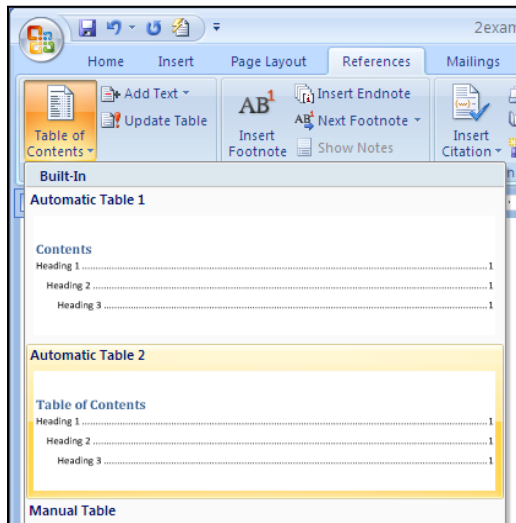 2exam
Home Insert Page Layout References Mailings
Add Text
Insert Endnote
AB¹
Update Table
AB¹ Next Footnote
Table of
Contents
Insert
Footnote
Show Notes
Insert
Citation
Built-In
Automatic Table 1
Contents
Heading 1 ................................................................ 1
Heading 2 ................................................................ 1
Heading 3 ................................................................ 1
Automatic Table 2
Table of Contents
Heading 1 ................................................................ 1
Heading 2 ................................................................ 1
Heading 3 ................................................................ 1
Manual Table